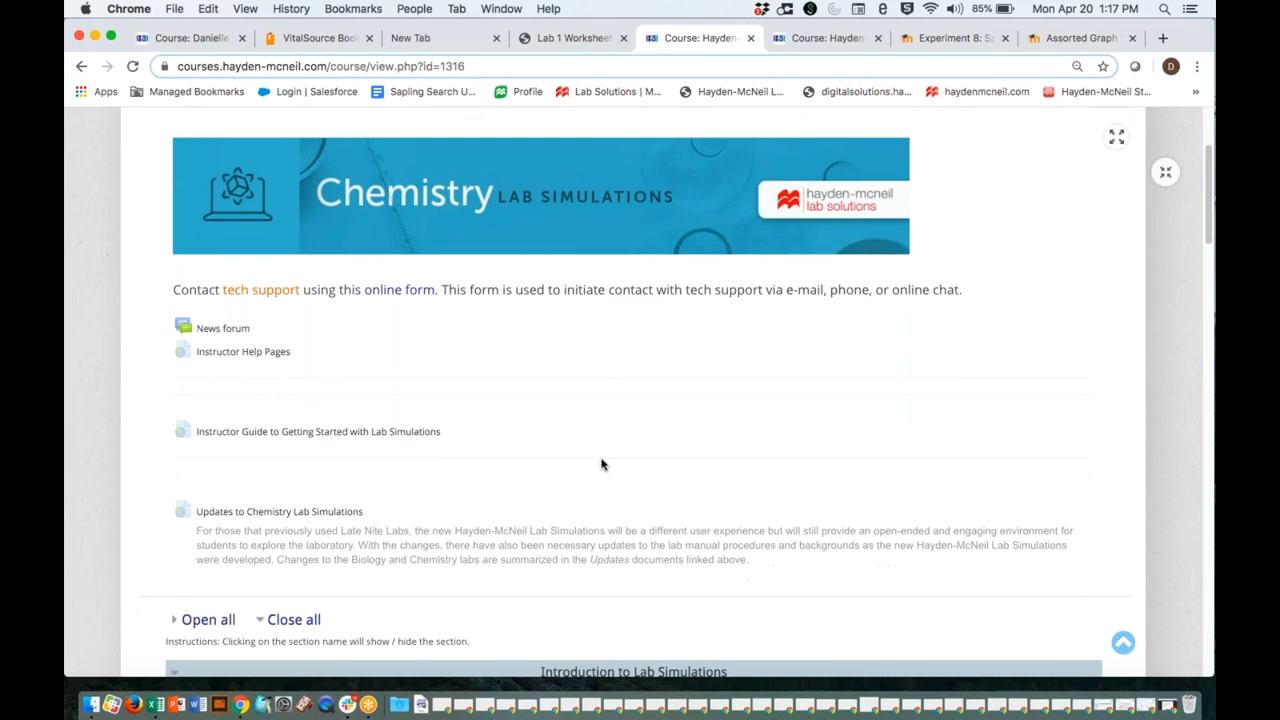 Chrome File Edit View History Bookmarks People Tab Window Help 85% Mon Apr 20 1:17 PM
Course: Danielle VitalSource Boo New Tab Lab 1 Worksheet Course: Hayden- Course: Hayden- Experiment 8: S Assorted Graph
courses.hayden-mcneil.com/course/view.php?id=1316 D
Apps Managed Bookmarks Login | Salesforce Sapling Search U... Profile Lab Solutions | M... Hayden-McNeil L... digitalsolutions.ha... haydenmcneil.com Hayden-McNeil St... »
Chemistry LAB SIMULATIONS
hayden-mcneil
lab solutions
Contact tech support using this online form. This form is used to initiate contact with tech support via e-mail, phone, or online chat.
News forum
Instructor Help Pages
Instructor Guide to Getting Started with Lab Simulations
Updates to Chemistry Lab Simulations
For those that previously used Late Nite Labs, the new Hayden-McNeil Lab Simulations will be a different user experience but will still provide an open-ended and engaging environment for
students to explore the laboratory. With the changes, there have also been necessary updates to the lab manual procedures and backgrounds as the new Hayden-McNeil Lab Simulations
were developed. Changes to the Biology and Chemistry labs are summarized in the Updates documents linked above.
Open all Close all
Instructions: Clicking on the section name will show / hide the section.
Introduction to Lab Simulations